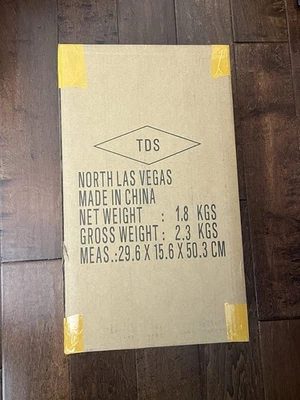 TDS
NORTH LAS VEGAS
MADE IN CHINA
NET WEIGHT : 1.8 KGS
GROSS WEIGHT : 2.3 KGS
MEAS.:29.6 X 15.6 X 50.3 CM